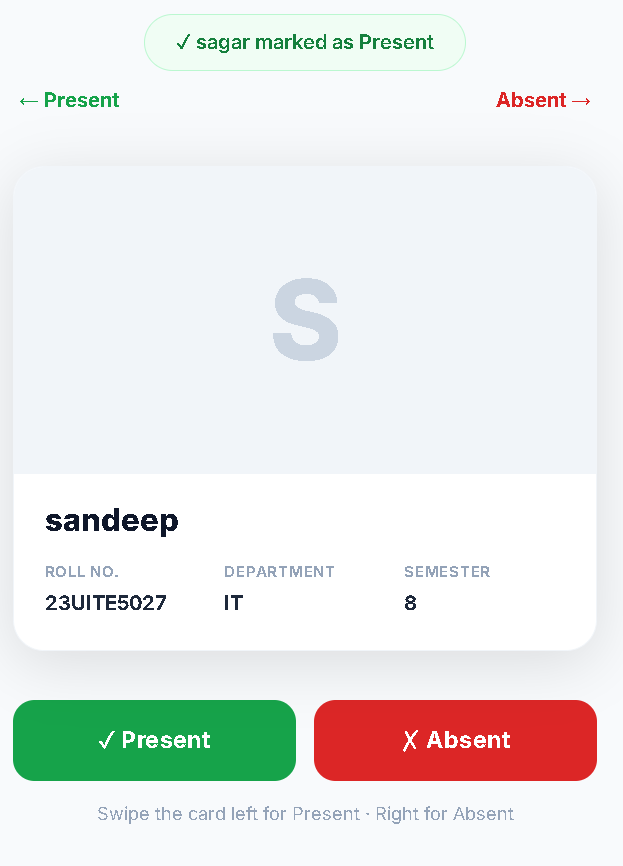 ✓ sagar marked as Present
← Present
Absent →
S
sandeep
ROLL NO. DEPARTMENT SEMESTER
23UITE5027 IT 8
✓ Present
✗ Absent
Swipe the card left for Present · Right for Absent